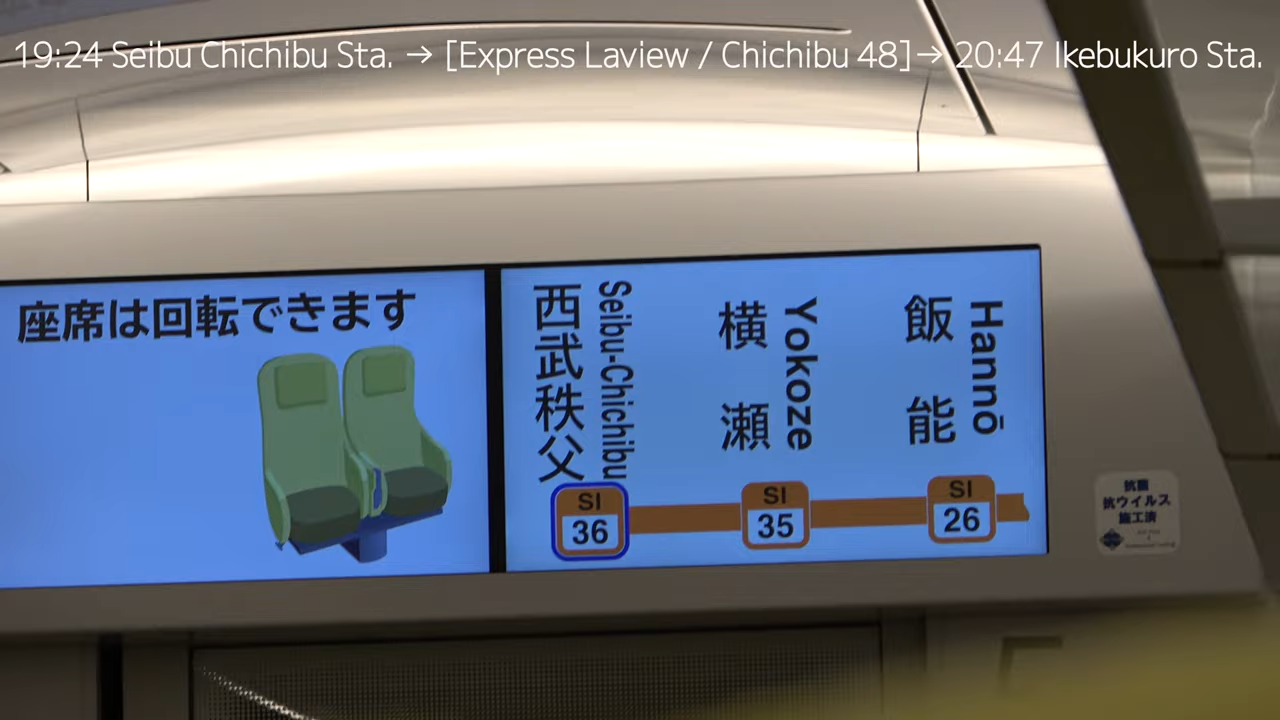 19:24 Seibu Chichibu Sta. → [Express Laview / Chichibu 48]→ 20:47 Ikebukuro Sta.
座席は回転できます
西武秩父
Seibu-Chichibu
横瀬
Yokoze
飯能
Hannō
SI
36
SI
35
SI
26
抗菌
抗ウイルス
施工済